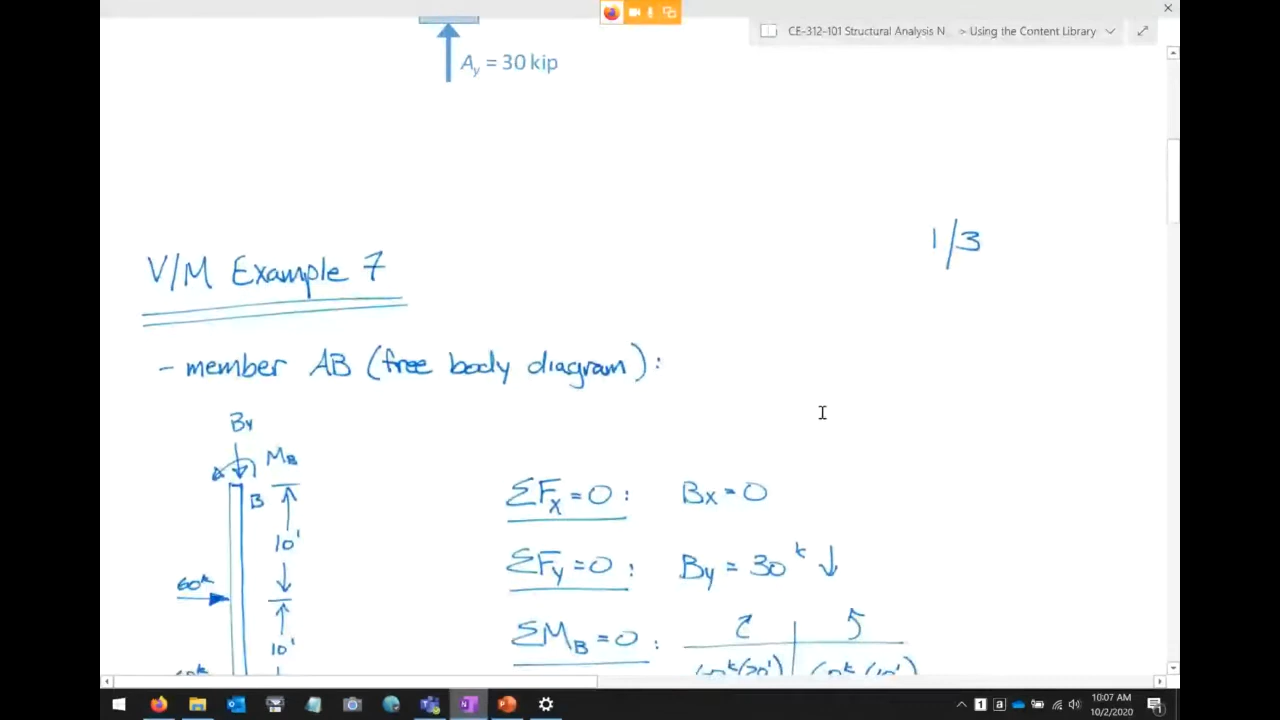 CE-312-101 Structural Analysis N... > Using the Content Library
Ay = 30 kip
1/3
V/M Example 7
- member AB (free body diagram):
By
MB
B
10'
60k
10'
ΣFx = 0 : Bx = 0
ΣFy = 0 : By = 30k ↓
ΣMB = 0 :
10:07 AM
10/2/2020